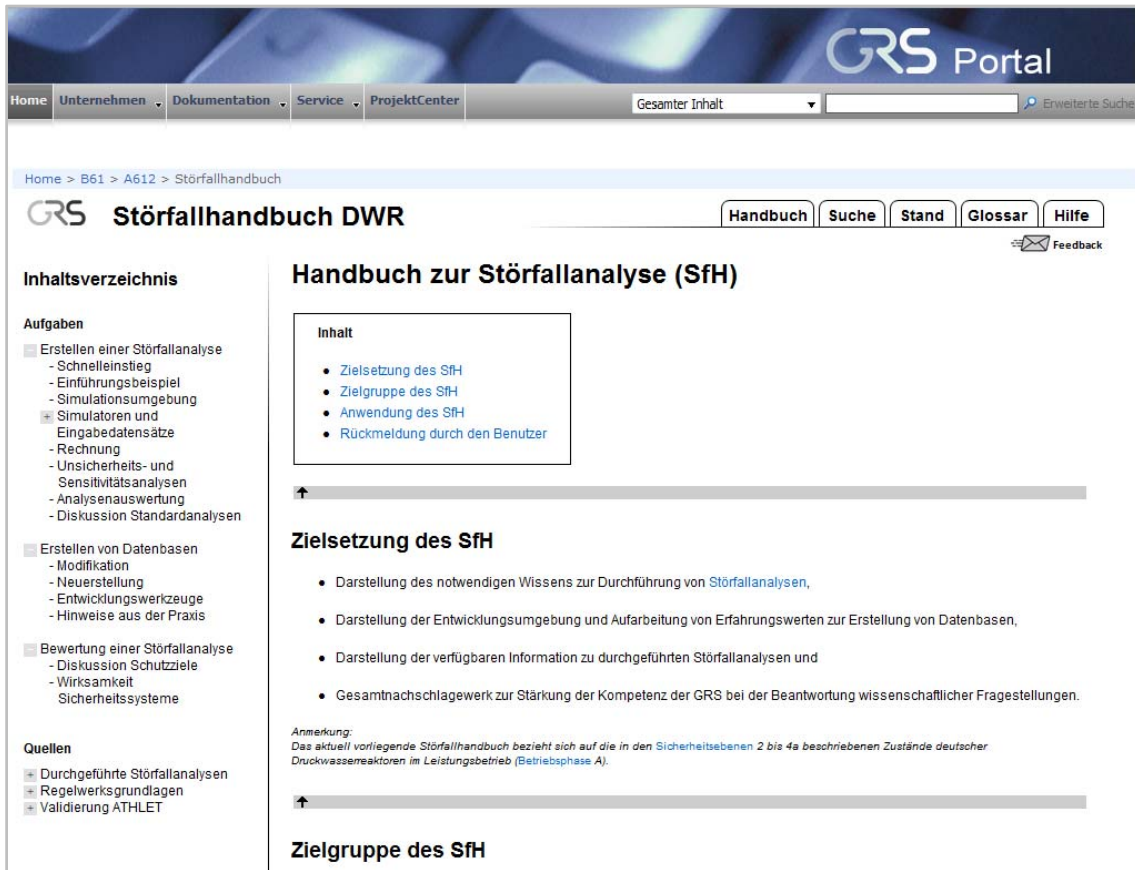 GRS Portal
Home Unternehmen Dokumentation Service ProjektCenter Gesamter Inhalt Erweiterte Suche
Home > B61 > A612 > Störfallhandbuch
GRS Störfallhandbuch DWR Handbuch Suche Stand Glossar Hilfe
Feedback
Inhaltsverzeichnis
Aufgaben
Erstellen einer Störfallanalyse
- Schnelleinstieg
- Einführungsbeispiel
- Simulationsumgebung
+ Simulatoren und
Eingabedatensätze
- Rechnung
- Unsicherheits- und
Sensitivitätsanalysen
- Analysenauswertung
- Diskussion Standardanalysen
Erstellen von Datenbasen
- Modifikation
- Neuerstellung
- Entwicklungswerkzeuge
- Hinweise aus der Praxis
Bewertung einer Störfallanalyse
- Diskussion Schutzziele
- Wirksamkeit
Sicherheitssysteme
Quellen
+ Durchgeführte Störfallanalysen
+ Regelwerksgrundlagen
+ Validierung ATHLET
Handbuch zur Störfallanalyse (SfH)
Inhalt
• Zielsetzung des SfH
• Zielgruppe des SfH
• Anwendung des SfH
• Rückmeldung durch den Benutzer
Zielsetzung des SfH
• Darstellung des notwendigen Wissens zur Durchführung von Störfallanalysen,
• Darstellung der Entwicklungsumgebung und Aufarbeitung von Erfahrungswerten zur Erstellung von Datenbasen,
• Darstellung der verfügbaren Information zu durchgeführten Störfallanalysen und
• Gesamtnachschlagewerk zur Stärkung der Kompetenz der GRS bei der Beantwortung wissenschaftlicher Fragestellungen.
Anmerkung:
Das aktuell vorliegende Störfallhandbuch bezieht sich auf die in den Sicherheitsebenen 2 bis 4a beschriebenen Zustände deutscher
Druckwasserreaktoren im Leistungsbetrieb (Betriebsphase A).
Zielgruppe des SfH